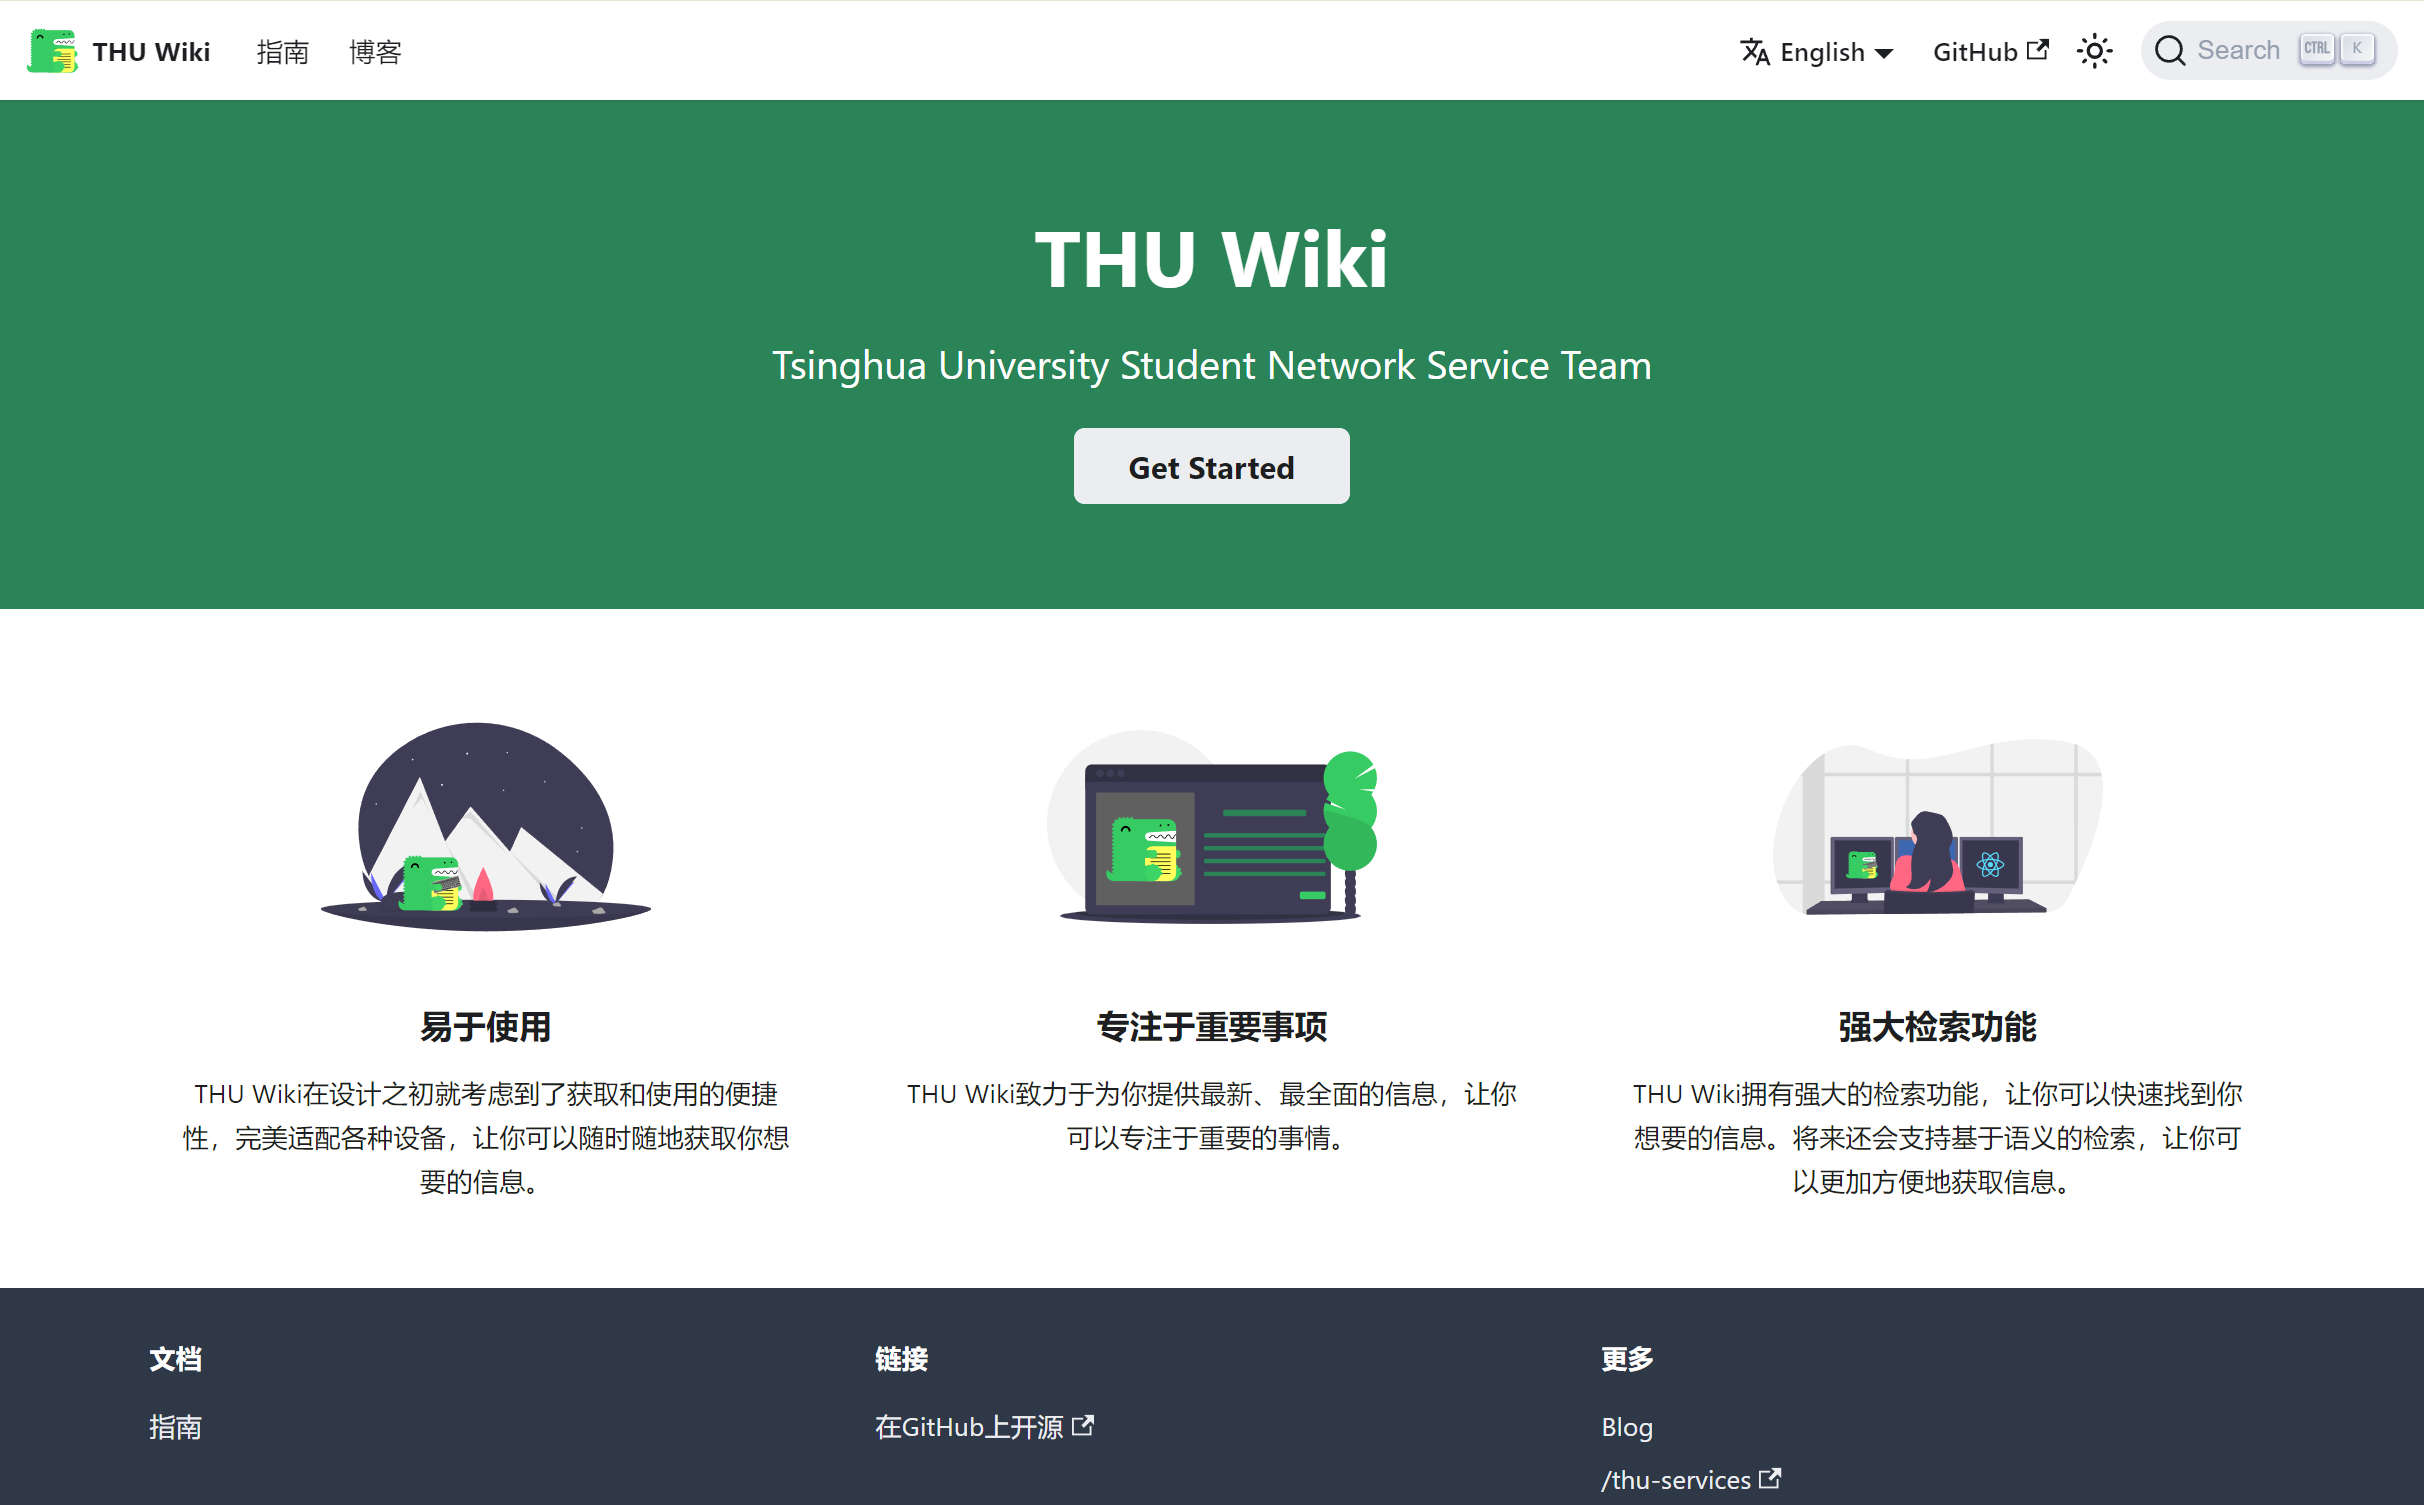 THU Wiki 指南 博客 English GitHub Search CTRL K
THU Wiki
Tsinghua University Student Network Service Team
Get Started
易于使用
THU Wiki在设计之初就考虑到了获取和使用的便捷
性，完美适配各种设备，让你可以随时随地获取你想
要的信息。
专注于重要事项
THU Wiki致力于为你提供最新、最全面的信息，让你
可以专注于重要的事情。
强大检索功能
THU Wiki拥有强大的检索功能，让你可以快速找到你
想要的信息。将来还会支持基于语义的检索，让你可
以更加方便地获取信息。
文档
指南
链接
在GitHub上开源
更多
Blog
/thu-services